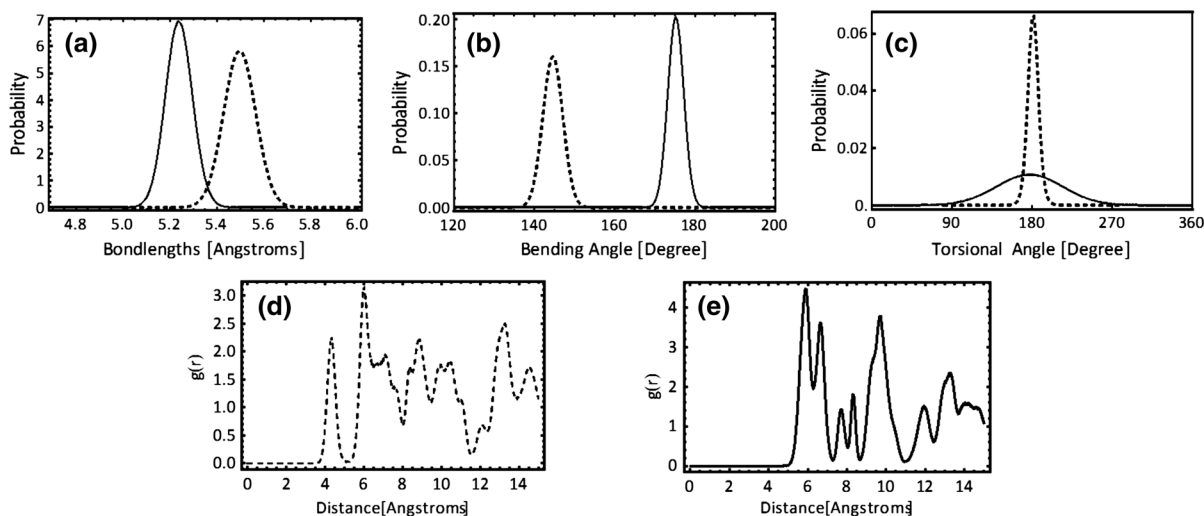 (a)
Probability
7
6
5
4
3
2
1
0
5.0 5.2 5.4 5.6 5.8 6.0
Bondlengths [Angstroms]
(b)
Probability
0.20
0.15
0.10
0.05
0.00
120 140 160 180 200
Bending Angle [Degree]
(c)
Probability
0.06
0.04
0.02
0.
0 90 180 270 360
Torsional Angle [Degree]
(d)
g(r)
3.0
2.5
2.0
1.5
1.0
0.5
0.0
0 2 4 6 8 10 12 14
Distance[Angstroms]
(e)
g(r)
4
3
2
1
0
0 2 4 6 8 10 12 14
Distance[Angstroms]